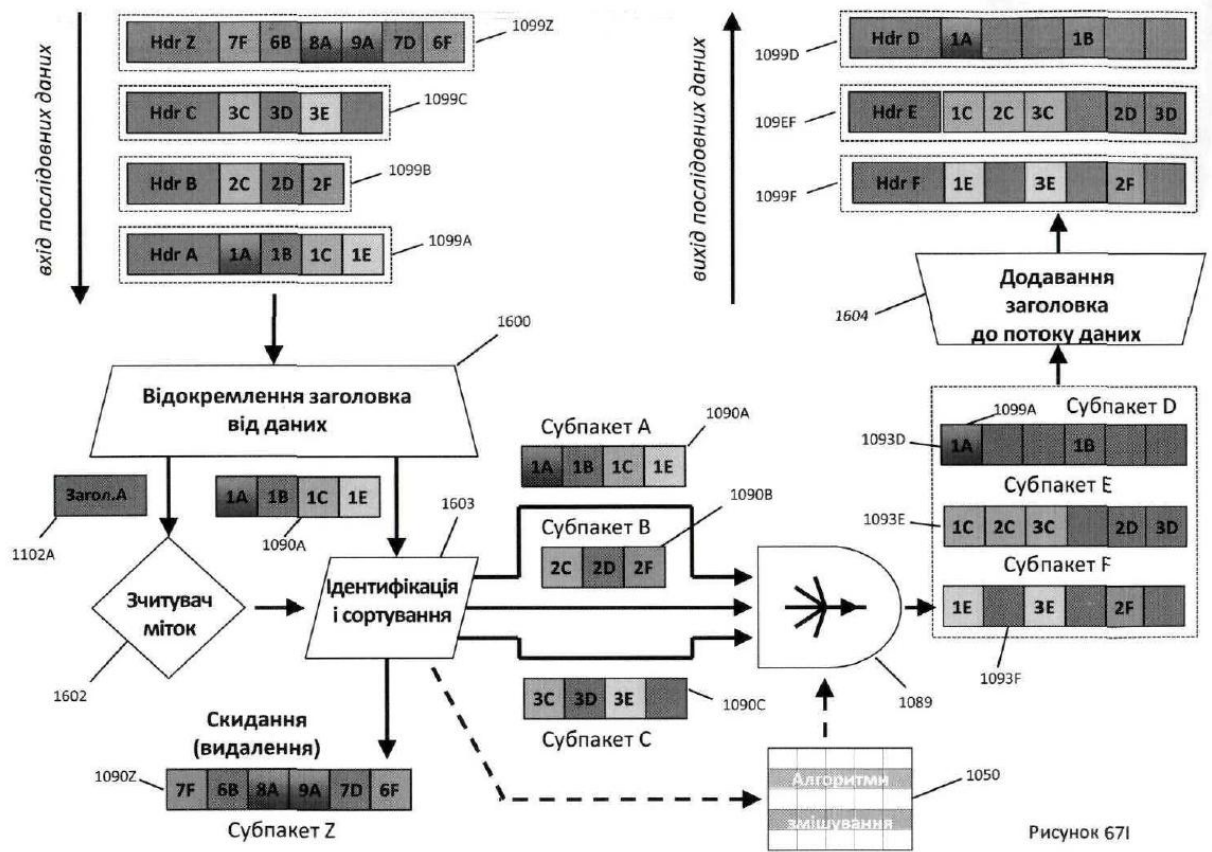 вхід послідовних даних
Hdr Z 7F 6B 8A 9A 7D 6F
1099Z
Hdr C 3C 3D 3E
1099C
Hdr B 2C 2D 2F
1099B
Hdr A 1A 1B 1C 1E
1099A
вихід послідовних даних
Hdr D 1A 1B
1099D
Hdr E 1C 2C 3C 2D 3D
109EF
Hdr F 1E 3E 2F
1099F
Додавання
заголовка
до потоку даних
1604
1600
Відокремлення заголовка
від даних
Загол.A
1102A
1A 1B 1C 1E
1090A
1603
Зчитувач
міток
1602
Ідентифікація
і сортування
Субпакет A
1090A
1A 1B 1C 1E
Субпакет B
1090B
2C 2D 2F
3C 3D 3E
1090C
Субпакет C
1089
1099A
Субпакет D
1093D
1A 1B
Субпакет E
1093E
1C 2C 3C 2D 3D
Субпакет F
1E 3E 2F
1093F
Скидання
(видалення)
1090Z
7F 6B 8A 9A 7D 6F
Субпакет Z
Алгоритми
змішування
1050
Рисунок 67I